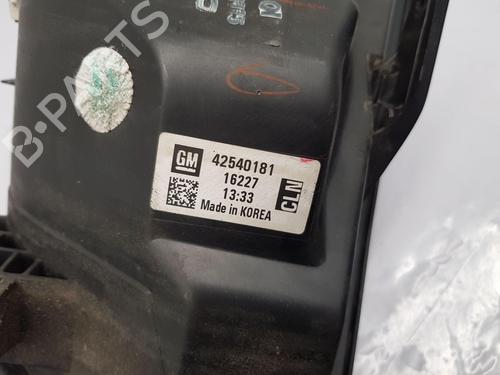 B-PARTS
GM
42540181
16227
13:33
Made in KOREA
CLN